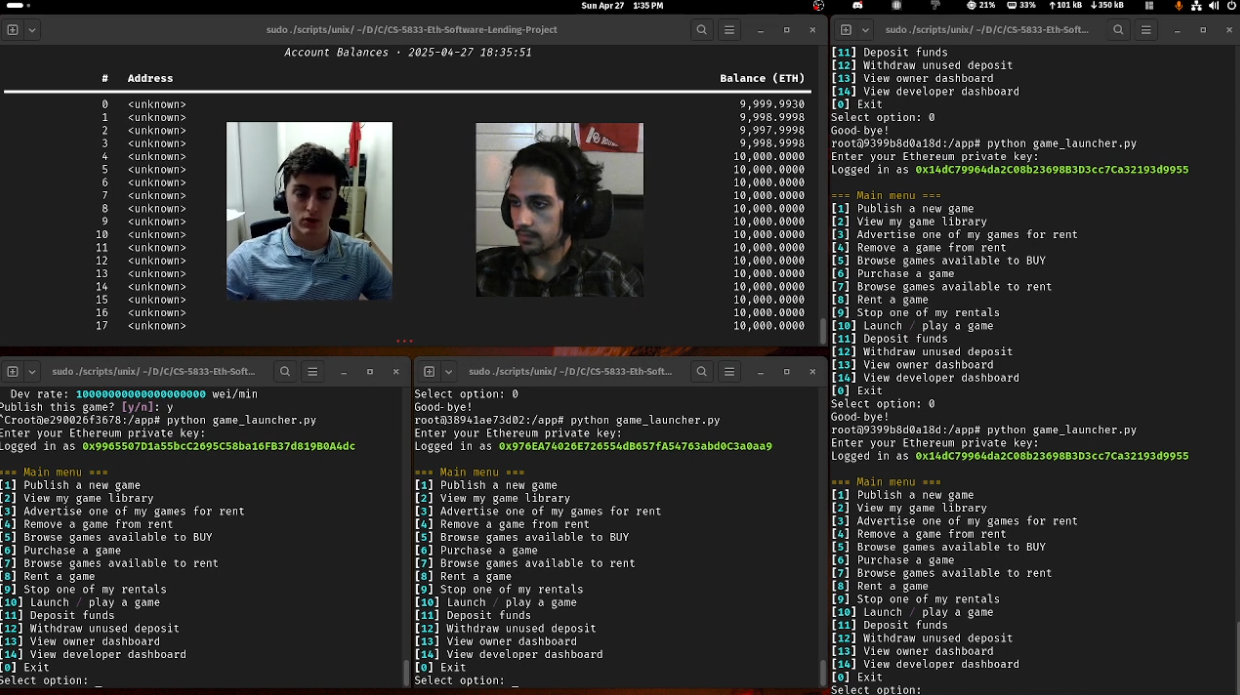 Sun Apr 27 1:35 PM
21% 33% ↑101 kB ↓350 kB
sudo ./scripts/unix/ ~/D/C/CS-5833-Eth-Software-Lending-Project
Account Balances · 2025-04-27 18:35:51
# Address Balance (ETH)
0 <unknown> 9,999.9930
1 <unknown> 9,998.9998
2 <unknown> 9,997.9998
3 <unknown> 9,998.9998
4 <unknown> 10,000.0000
5 <unknown> 10,000.0000
6 <unknown> 10,000.0000
7 <unknown> 10,000.0000
8 <unknown> 10,000.0000
9 <unknown> 10,000.0000
10 <unknown> 10,000.0000
11 <unknown> 10,000.0000
12 <unknown> 10,000.0000
13 <unknown> 10,000.0000
14 <unknown> 10,000.0000
15 <unknown> 10,000.0000
16 <unknown> 10,000.0000
17 <unknown> 10,000.0000
sudo ./scripts/unix/ ~/D/C/CS-5833-Eth-Soft...
Dev rate: 10000000000000000000 wei/min
Publish this game? [y/n]: y
^Croot@e290026f3678:/app# python game_launcher.py
Enter your Ethereum private key:
Logged in as 0x9965507D1a55bcC2695C58ba16FB37d819B0A4dc
=== Main menu ===
[1] Publish a new game
[2] View my game library
[3] Advertise one of my games for rent
[4] Remove a game from rent
[5] Browse games available to BUY
[6] Purchase a game
[7] Browse games available to rent
[8] Rent a game
[9] Stop one of my rentals
[10] Launch / play a game
[11] Deposit funds
[12] Withdraw unused deposit
[13] View owner dashboard
[14] View developer dashboard
[0] Exit
Select option: _
sudo ./scripts/unix/ ~/D/C/CS-5833-Eth-Soft...
Select option: 0
Good-bye!
root@38941ae73d02:/app# python game_launcher.py
Enter your Ethereum private key:
Logged in as 0x976EA74026E726554dB657fA54763abd0C3a0aa9
=== Main menu ===
[1] Publish a new game
[2] View my game library
[3] Advertise one of my games for rent
[4] Remove a game from rent
[5] Browse games available to BUY
[6] Purchase a game
[7] Browse games available to rent
[8] Rent a game
[9] Stop one of my rentals
[10] Launch / play a game
[11] Deposit funds
[12] Withdraw unused deposit
[13] View owner dashboard
[14] View developer dashboard
[0] Exit
Select option: _
sudo ./scripts/unix/ ~/D/C/CS-5833-Eth-Soft...
[11] Deposit funds
[12] Withdraw unused deposit
[13] View owner dashboard
[14] View developer dashboard
[0] Exit
Select option: 0
Good-bye!
root@9399b8d0a18d:/app# python game_launcher.py
Enter your Ethereum private key:
Logged in as 0x14dC79964da2C08b23698B3D3cc7Ca32193d9955
=== Main menu ===
[1] Publish a new game
[2] View my game library
[3] Advertise one of my games for rent
[4] Remove a game from rent
[5] Browse games available to BUY
[6] Purchase a game
[7] Browse games available to rent
[8] Rent a game
[9] Stop one of my rentals
[10] Launch / play a game
[11] Deposit funds
[12] Withdraw unused deposit
[13] View owner dashboard
[14] View developer dashboard
[0] Exit
Select option: 0
Good-bye!
root@9399b8d0a18d:/app# python game_launcher.py
Enter your Ethereum private key:
Logged in as 0x14dC79964da2C08b23698B3D3cc7Ca32193d9955
=== Main menu ===
[1] Publish a new game
[2] View my game library
[3] Advertise one of my games for rent
[4] Remove a game from rent
[5] Browse games available to BUY
[6] Purchase a game
[7] Browse games available to rent
[8] Rent a game
[9] Stop one of my rentals
[10] Launch / play a game
[11] Deposit funds
[12] Withdraw unused deposit
[13] View owner dashboard
[14] View developer dashboard
[0] Exit
Select option: